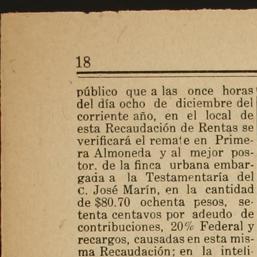 18
público que a las once horas
del día ocho de diciembre del
corriente año, en el local de
esta Recaudación de Rentas se
verificará el remate en Prime-
ra Almoneda y al mejor pos-
tor. de la finca urbana embar-
gada a la Testamentaría del
C. José Marín, en la cantidad
de $80.70 ochenta pesos, se-
tenta centavos por adeudo de
contribuciones, 20% Federal y
recargos, causadas en esta mis-
ma Recaudación; en la inteli-